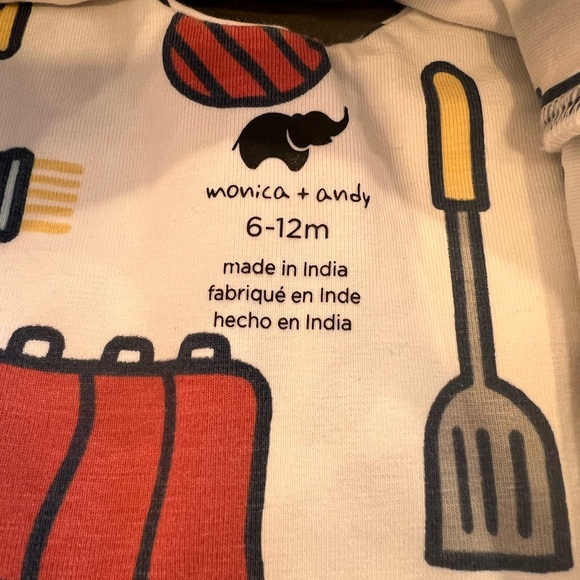 monica + andy
6-12m
made in India
fabriqué en Inde
hecho en India